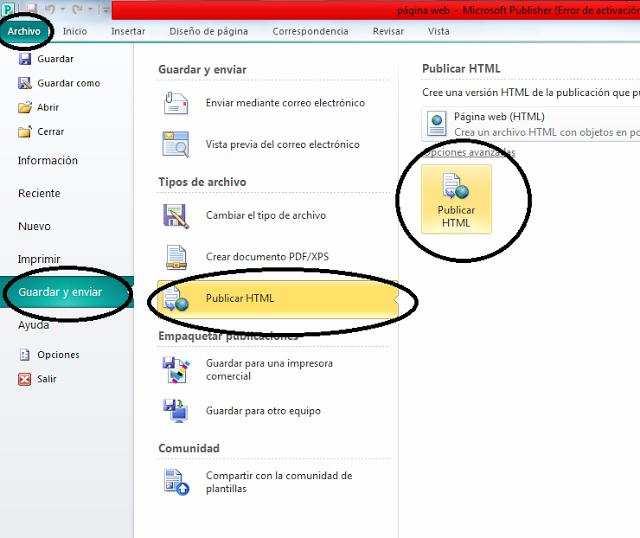 página web - Microsoft Publisher (Error de activación
Archivo Inicio Insertar Diseño de página Correspondencia Revisar Vista
Guardar
Guardar como
Abrir
Cerrar
Información
Reciente
Nuevo
Imprimir
Guardar y enviar
Ayuda
Opciones
Salir
Guardar y enviar
Enviar mediante correo electrónico
Vista previa del correo electrónico
Tipos de archivo
Cambiar el tipo de archivo
Crear documento PDF/XPS
Publicar HTML
Empaquetar publicaciones
Guardar para una impresora
comercial
Guardar para otro equipo
Comunidad
Compartir con la comunidad de
plantillas
Publicar HTML
Cree una versión HTML de la publicación que
Página web (HTML)
Crea un archivo HTML con objetos en
Opciones avanzadas
Publicar
HTML